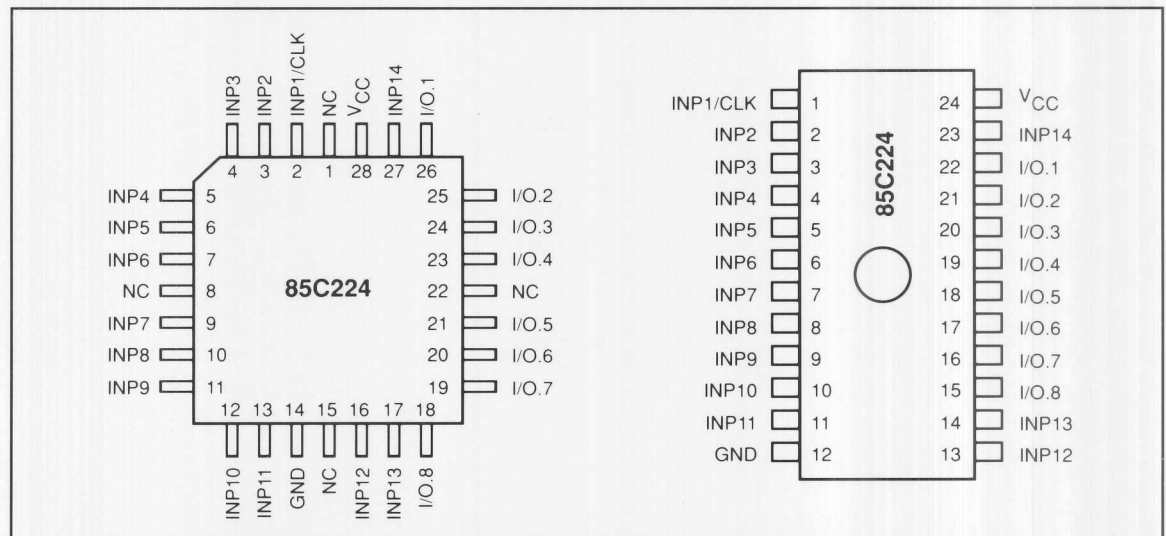 INP3 INP2 INP1/CLK NC VCC INP14 I/O.1
4 3 2 1 28 27 26
INP4 5 25 I/O.2
INP5 6 24 I/O.3
INP6 7 23 I/O.4
NC 8 85C224 22 NC
INP7 9 21 I/O.5
INP8 10 20 I/O.6
INP9 11 19 I/O.7
12 13 14 15 16 17 18
INP10 INP11 GND NC INP12 INP13 I/O.8
85C224
INP1/CLK 1 24 VCC
INP2 2 23 INP14
INP3 3 22 I/O.1
INP4 4 21 I/O.2
INP5 5 20 I/O.3
INP6 6 19 I/O.4
INP7 7 18 I/O.5
INP8 8 17 I/O.6
INP9 9 16 I/O.7
INP10 10 15 I/O.8
INP11 11 14 INP13
GND 12 13 INP12